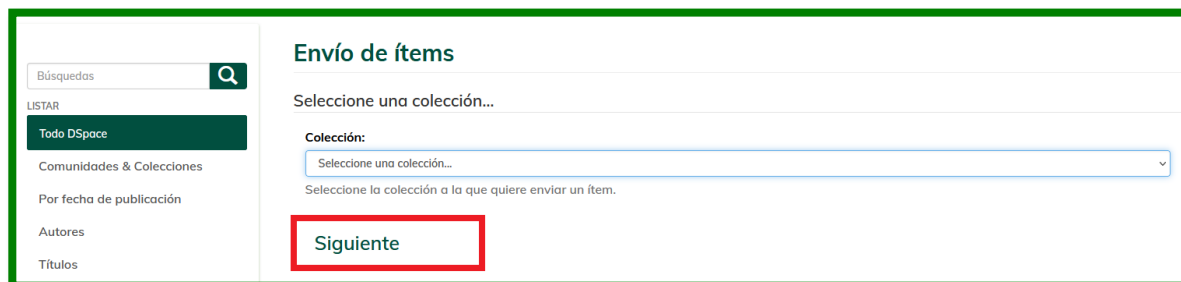 Búsquedas
LISTAR
Todo DSpace
Comunidades & Colecciones
Por fecha de publicación
Autores
Títulos
Envío de ítems
Seleccione una colección...
Colección:
Seleccione una colección...
Seleccione la colección a la que quiere enviar un ítem.
Siguiente